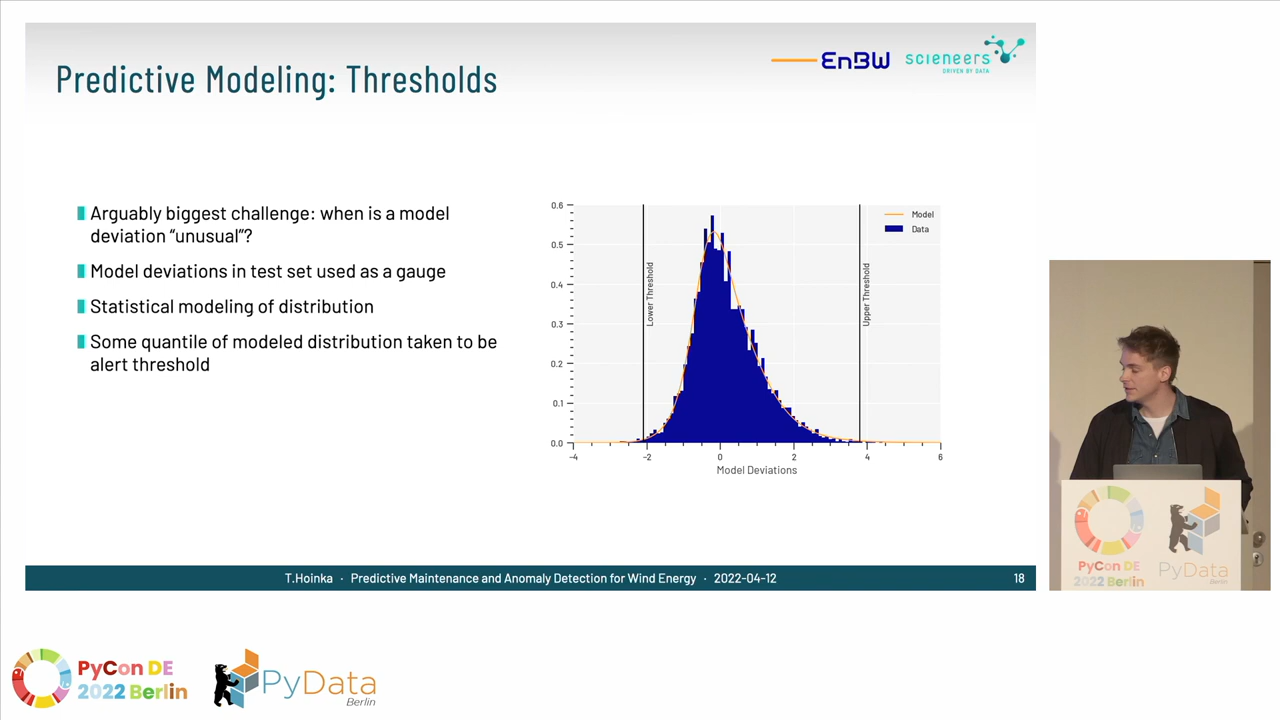 Predictive Modeling: Thresholds
EnBW
scieneers
DRIVEN BY DATA
Arguably biggest challenge: when is a model
deviation “unusual”?
Model deviations in test set used as a gauge
Statistical modeling of distribution
Some quantile of modeled distribution taken to be
alert threshold
0.6
0.5
0.4
0.3
0.2
0.1
0.0
Lower Threshold
Upper Threshold
Model
Data
−4
−2
0
2
4
6
Model Deviations
T.Hoinka · Predictive Maintenance and Anomaly Detection for Wind Energy · 2022-04-12
18
PyCon DE
2022 Berlin
PyData
Berlin
PyCon DE
2022 Berlin
PyData
Berlin